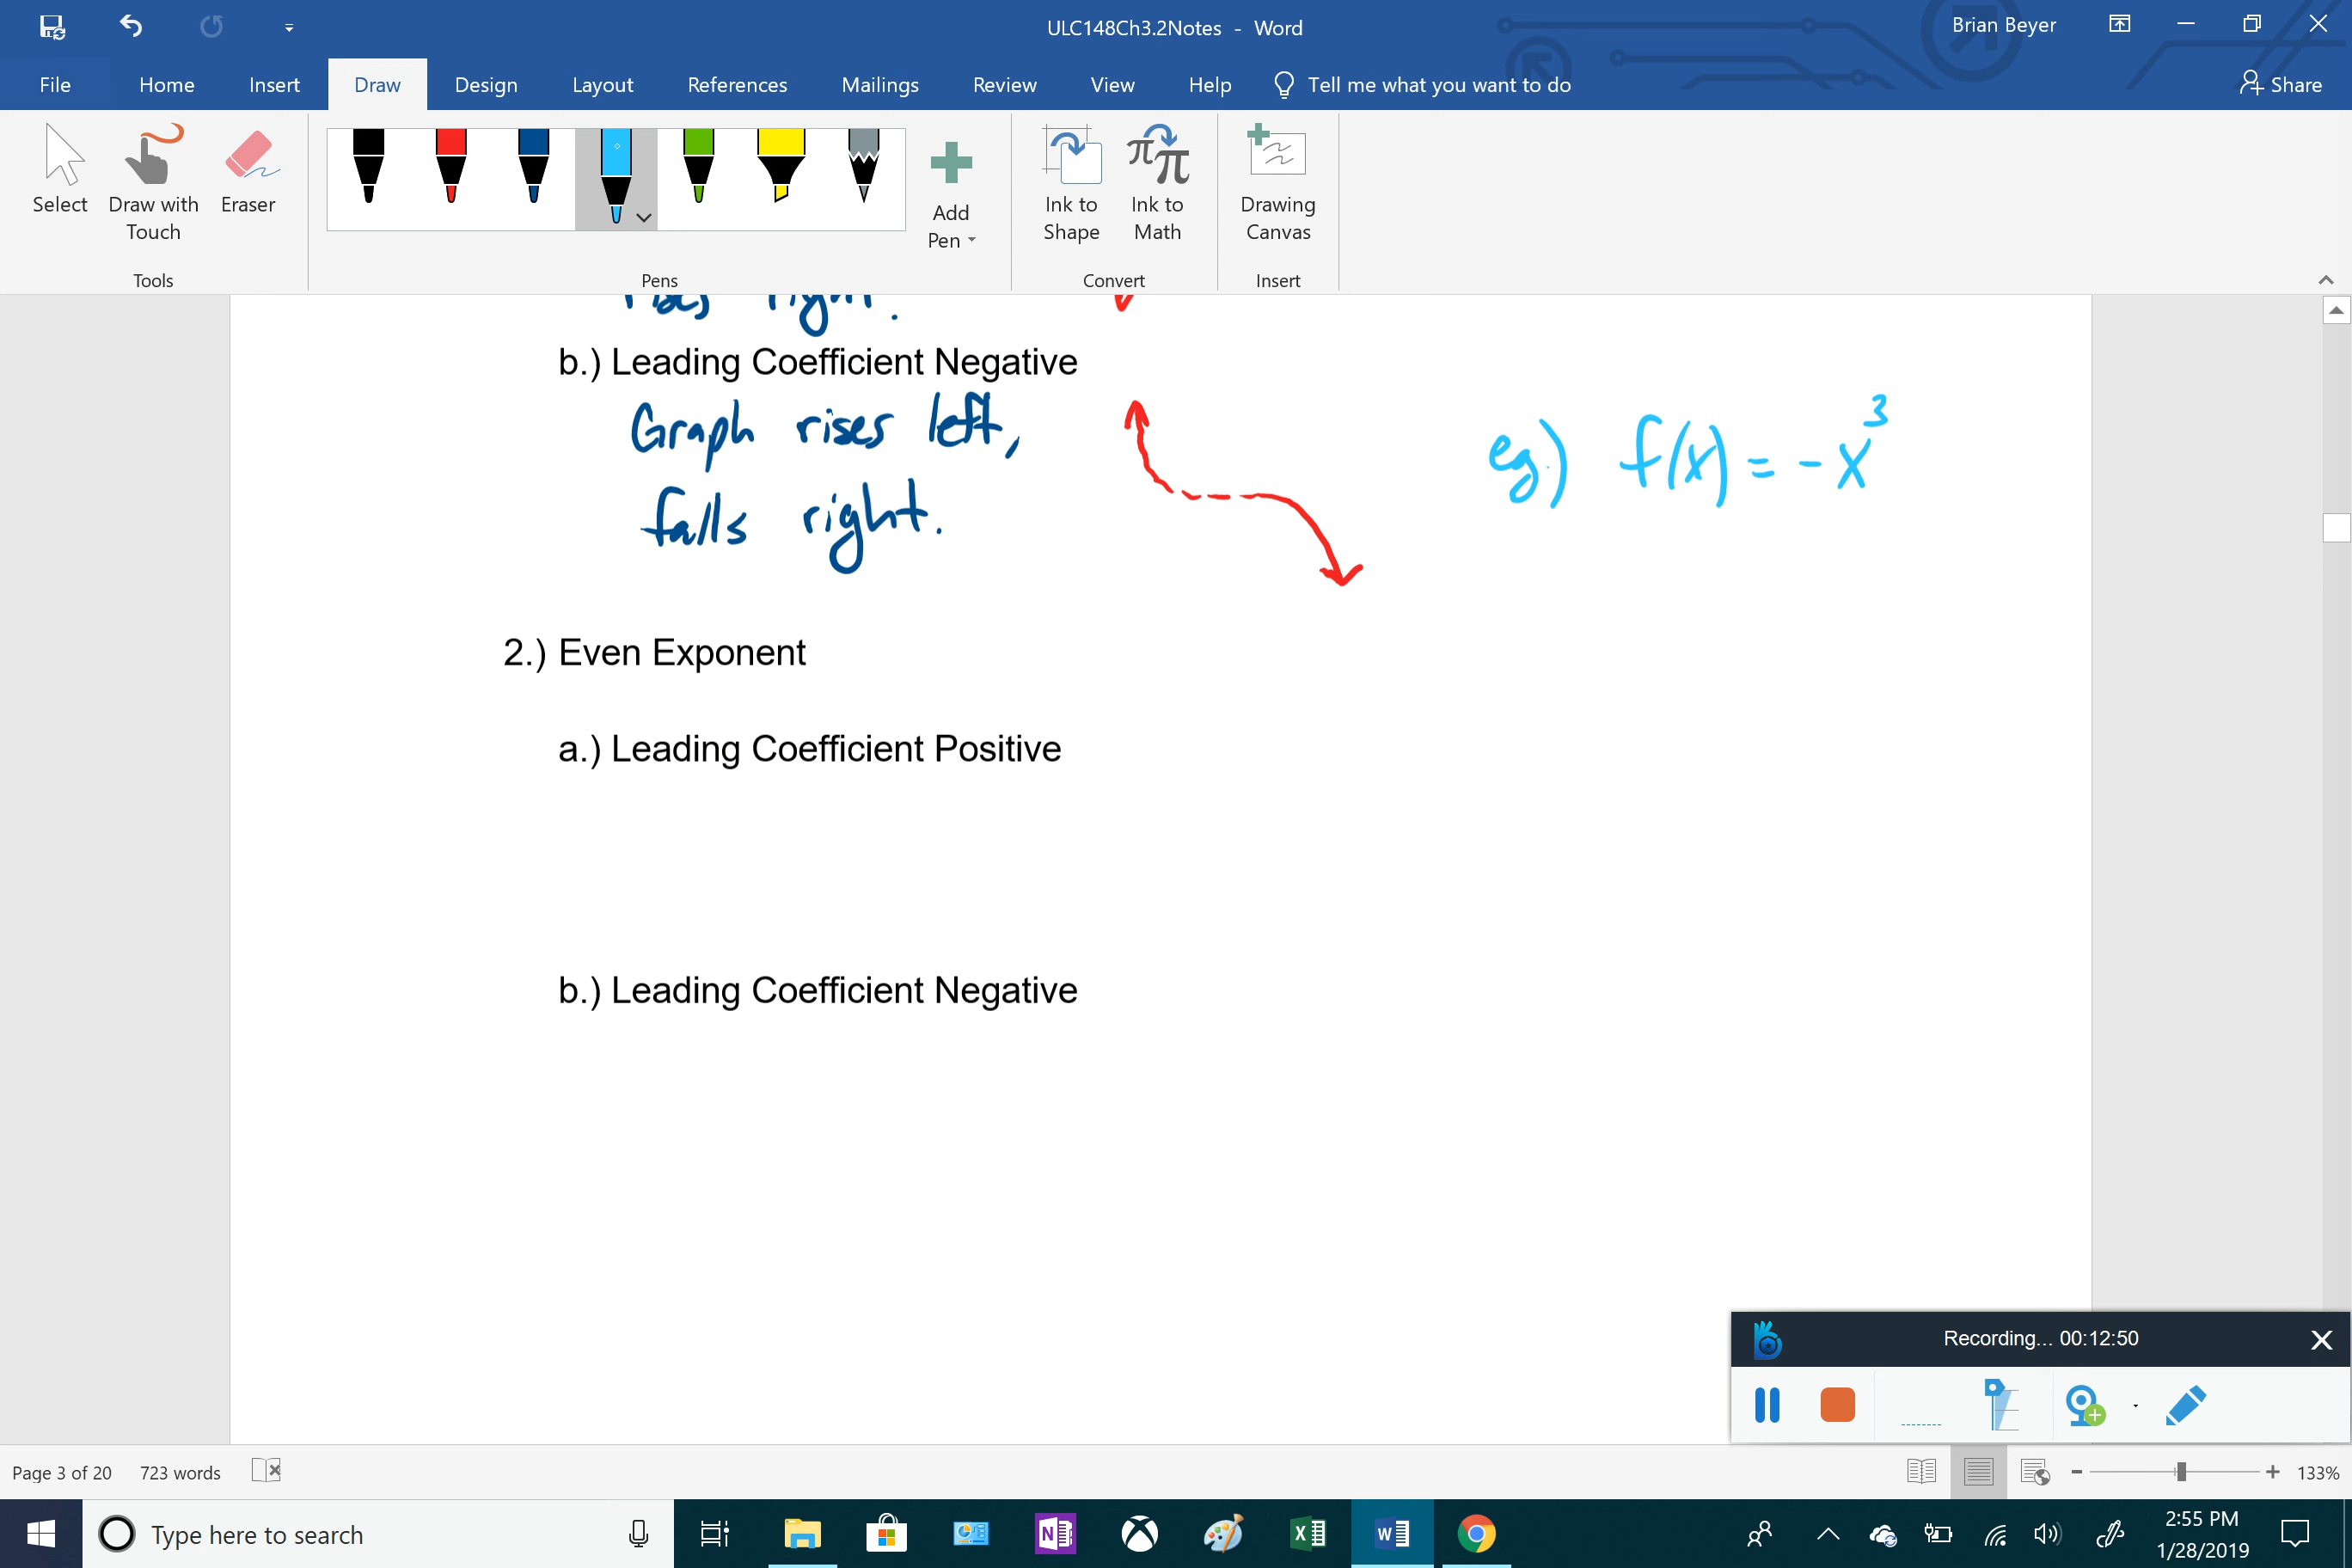 ULC148Ch3.2Notes - Word
Brian Beyer
File Home Insert Draw Design Layout References Mailings Review View Help Tell me what you want to do Share
Select
Draw with Touch
Eraser
Tools
Pens
Add Pen
Ink to Shape
Ink to Math
Convert
Drawing Canvas
Insert
rises right.
b.) Leading Coefficient Negative
Graph rises left,
falls right.
eg.) f(x) = -x³
2.) Even Exponent
a.) Leading Coefficient Positive
b.) Leading Coefficient Negative
Recording... 00:12:50
Page 3 of 20 723 words
133%
Type here to search
2:55 PM
1/28/2019